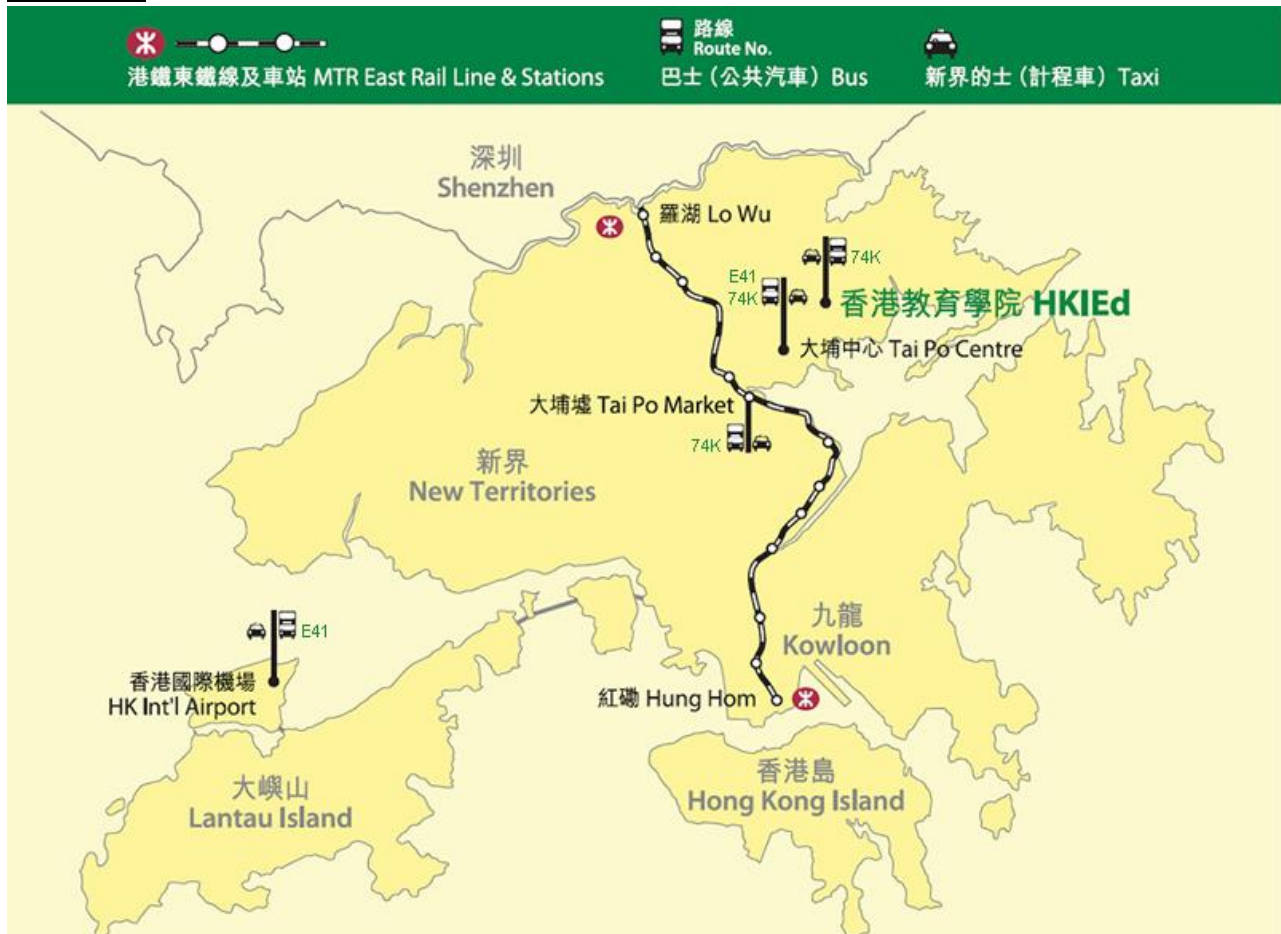 路線
Route No.
港鐵東鐵線及車站 MTR East Rail Line & Stations
巴士 (公共汽車) Bus
新界的士 (計程車) Taxi
深圳
Shenzhen
羅湖 Lo Wu
74K
E41
74K
香港教育學院 HKIEd
大埔中心 Tai Po Centre
大埔墟 Tai Po Market
74K
新界
New Territories
九龍
Kowloon
E41
香港國際機場
HK Int'l Airport
紅磡 Hung Hom
大嶼山
Lantau Island
香港島
Hong Kong Island